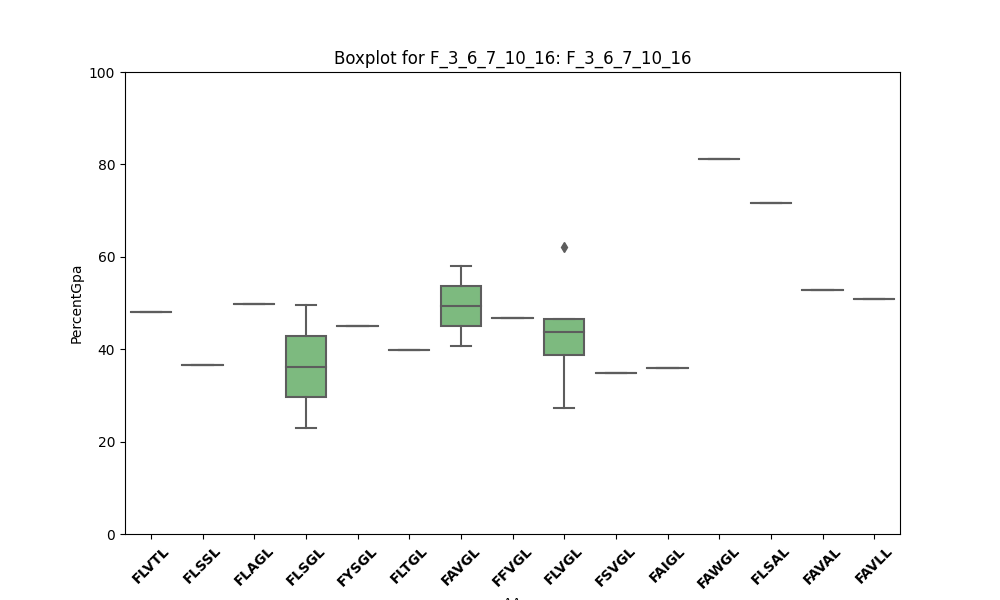 Boxplot for F_3_6_7_10_16: F_3_6_7_10_16
100
80
60
40
20
0
PercentGpa
FLVTL
FLSSL
FLAGL
FLSGL
FYSGL
FLTGL
FAVGL
FFVGL
FLVGL
FSVGL
FAIGL
FAWGL
FLSAL
FAVAL
FAVLL